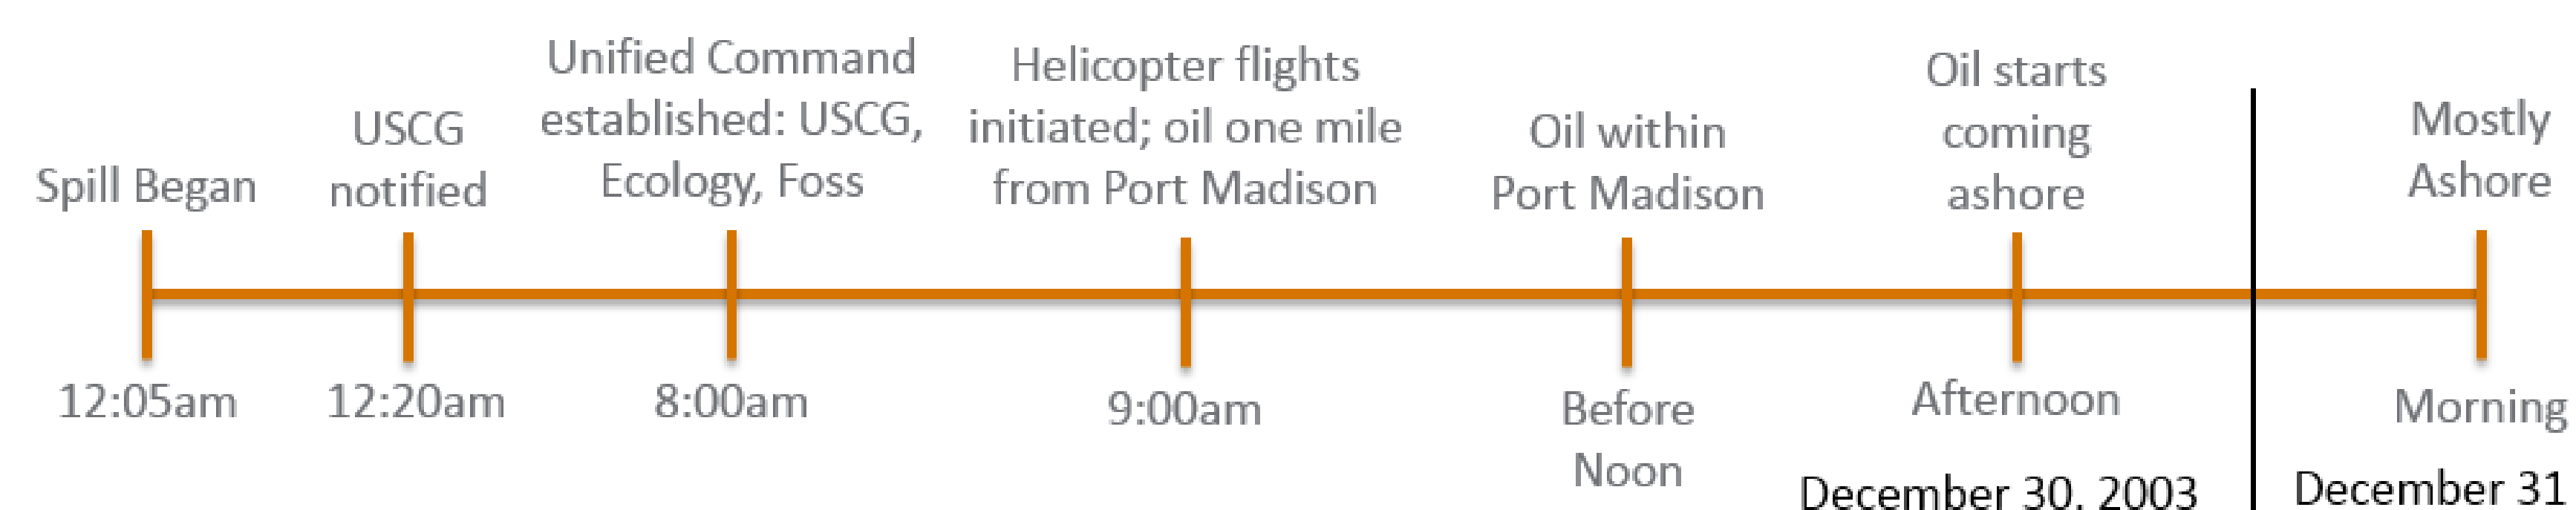 Spill Began
12:05am
USCG
notified
12:20am
Unified Command
established: USCG,
Ecology, Foss
8:00am
Helicopter flights
initiated; oil one mile
from Port Madison
9:00am
Oil within
Port Madison
Before
Noon
Oil starts
coming
ashore
Afternoon
December 30, 2003
Mostly
Ashore
Morning
December 31